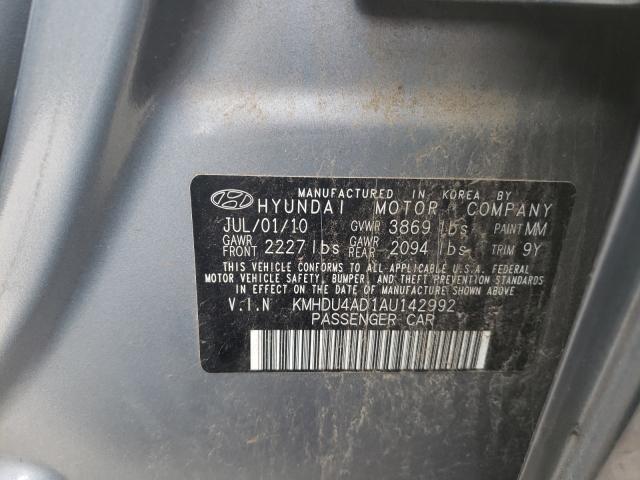 MANUFACTURED IN KOREA BY
HYUNDAI MOTOR COMPANY
JUL/01/10 GVWR 3869 lbs PAINT MM
GAWR FRONT 2227 lbs GAWR REAR 2094 lbs TRIM 9Y
THIS VEHICLE CONFORMS TO ALL APPLICABLE U.S.A. FEDERAL
MOTOR VEHICLE SAFETY, BUMPER, AND THEFT PREVENTION STANDARDS
IN EFFECT ON THE DATE OF MANUFACTURE SHOWN ABOVE.
V.I.N KMHDU4AD1AU142992
PASSENGER CAR